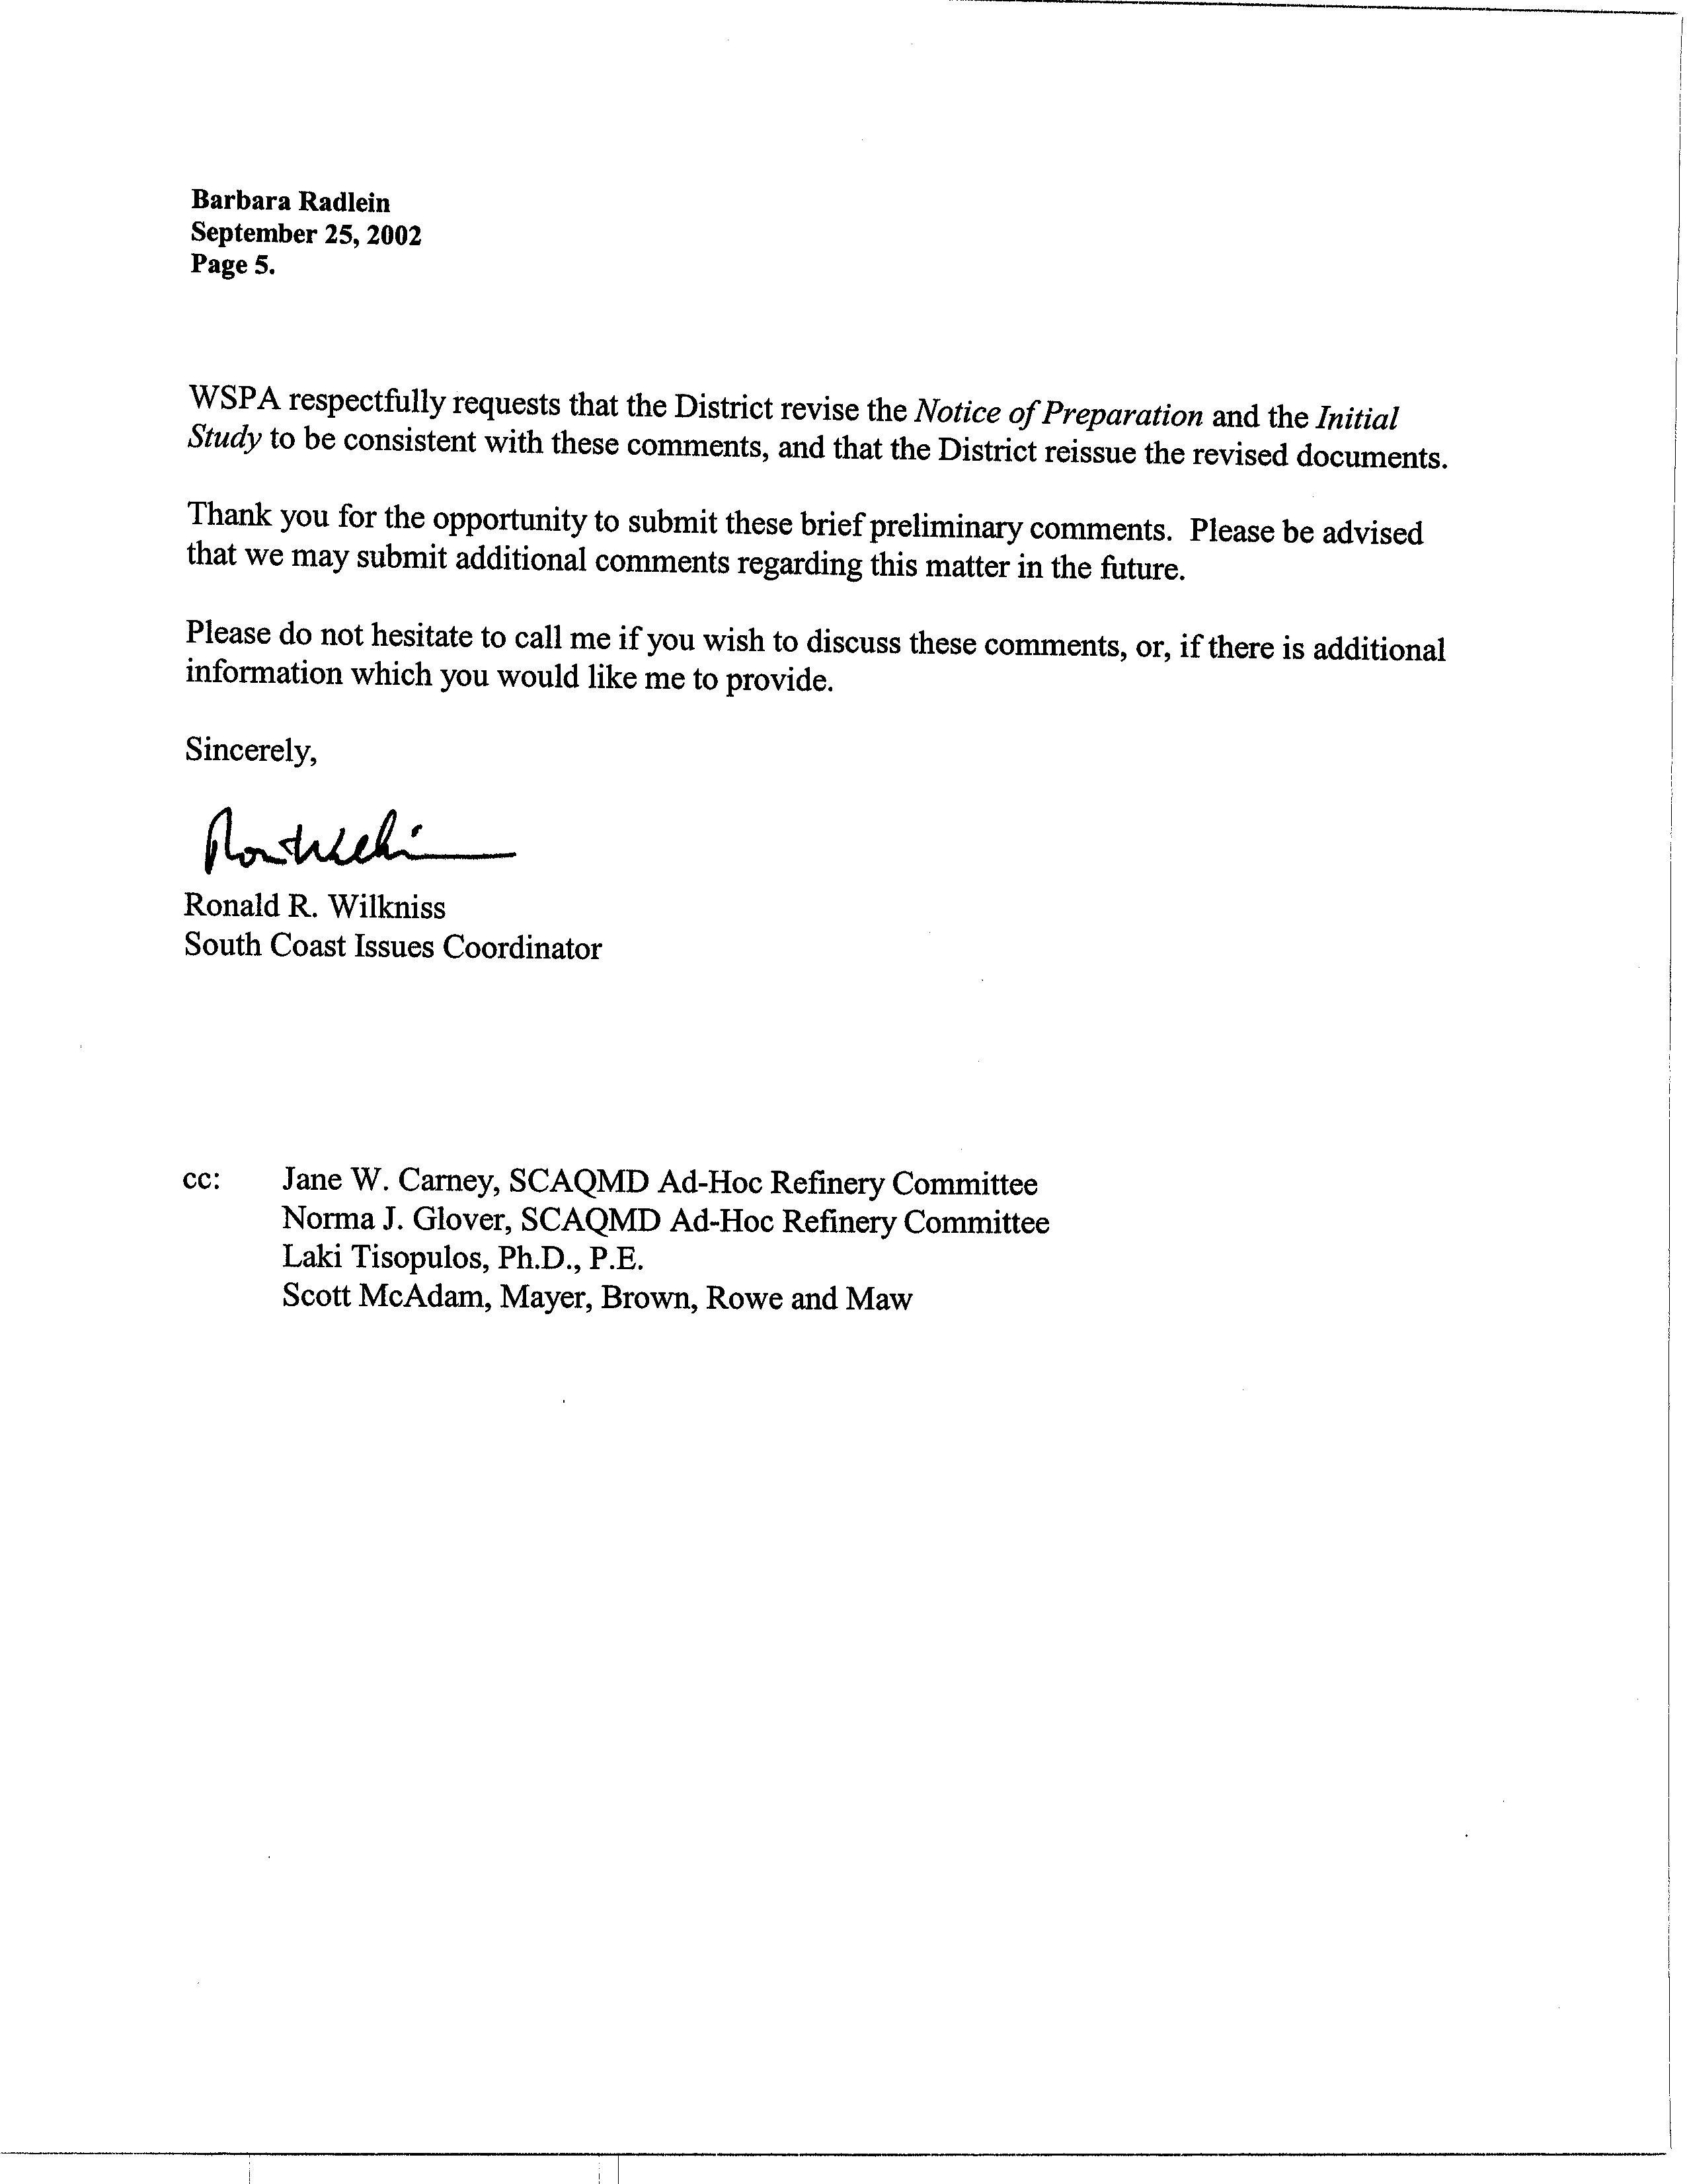 Barbara Radlein
September 25, 2002
Page 5.
WSPA respectfully requests that the District revise the Notice of Preparation and the Initial
Study to be consistent with these comments, and that the District reissue the revised documents.
Thank you for the opportunity to submit these brief preliminary comments. Please be advised
that we may submit additional comments regarding this matter in the future.
Please do not hesitate to call me if you wish to discuss these comments, or, if there is additional
information which you would like me to provide.
Sincerely,
Ronald R. Wilkniss
South Coast Issues Coordinator
cc: Jane W. Carney, SCAQMD Ad-Hoc Refinery Committee
Norma J. Glover, SCAQMD Ad-Hoc Refinery Committee
Laki Tisopulos, Ph.D., P.E.
Scott McAdam, Mayer, Brown, Rowe and Maw